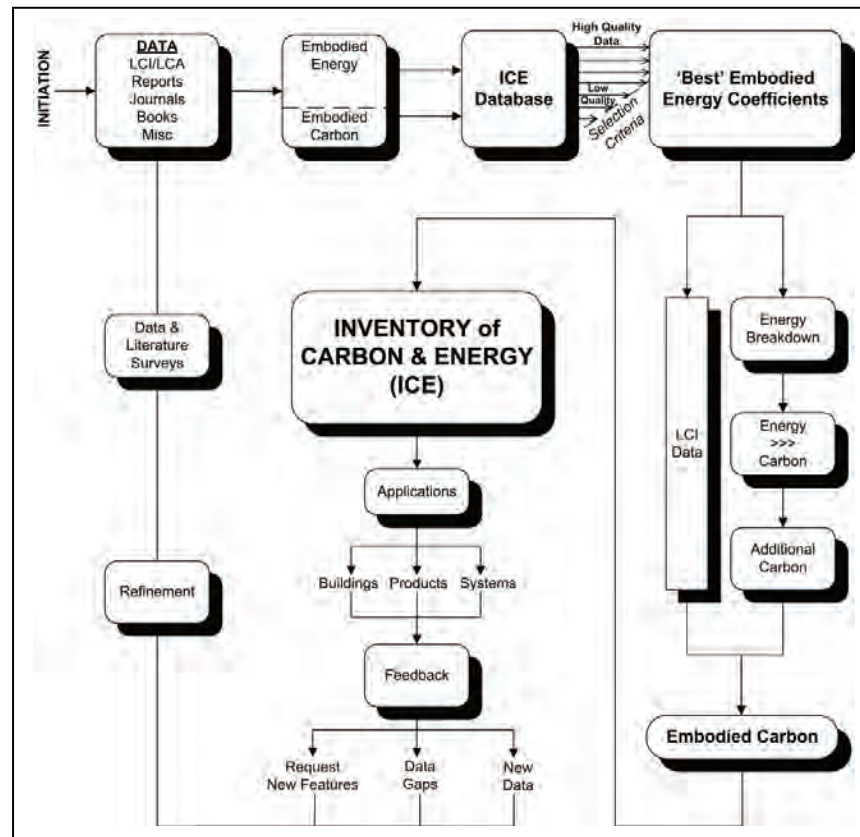 INITIATION
DATA
LCI/LCA
Reports
Journals
Books
Misc
Embodied
Energy
Embodied
Carbon
ICE
Database
High Quality
Data
Low
Quality
Selection
Criteria
‘Best’ Embodied
Energy Coefficients
Data &
Literature
Surveys
Refinement
INVENTORY of
CARBON & ENERGY
(ICE)
Applications
Buildings Products Systems
Feedback
Request
New Features
Data
Gaps
New
Data
LCI
Data
Energy
Breakdown
Energy
>>>
Carbon
Additional
Carbon
Embodied Carbon